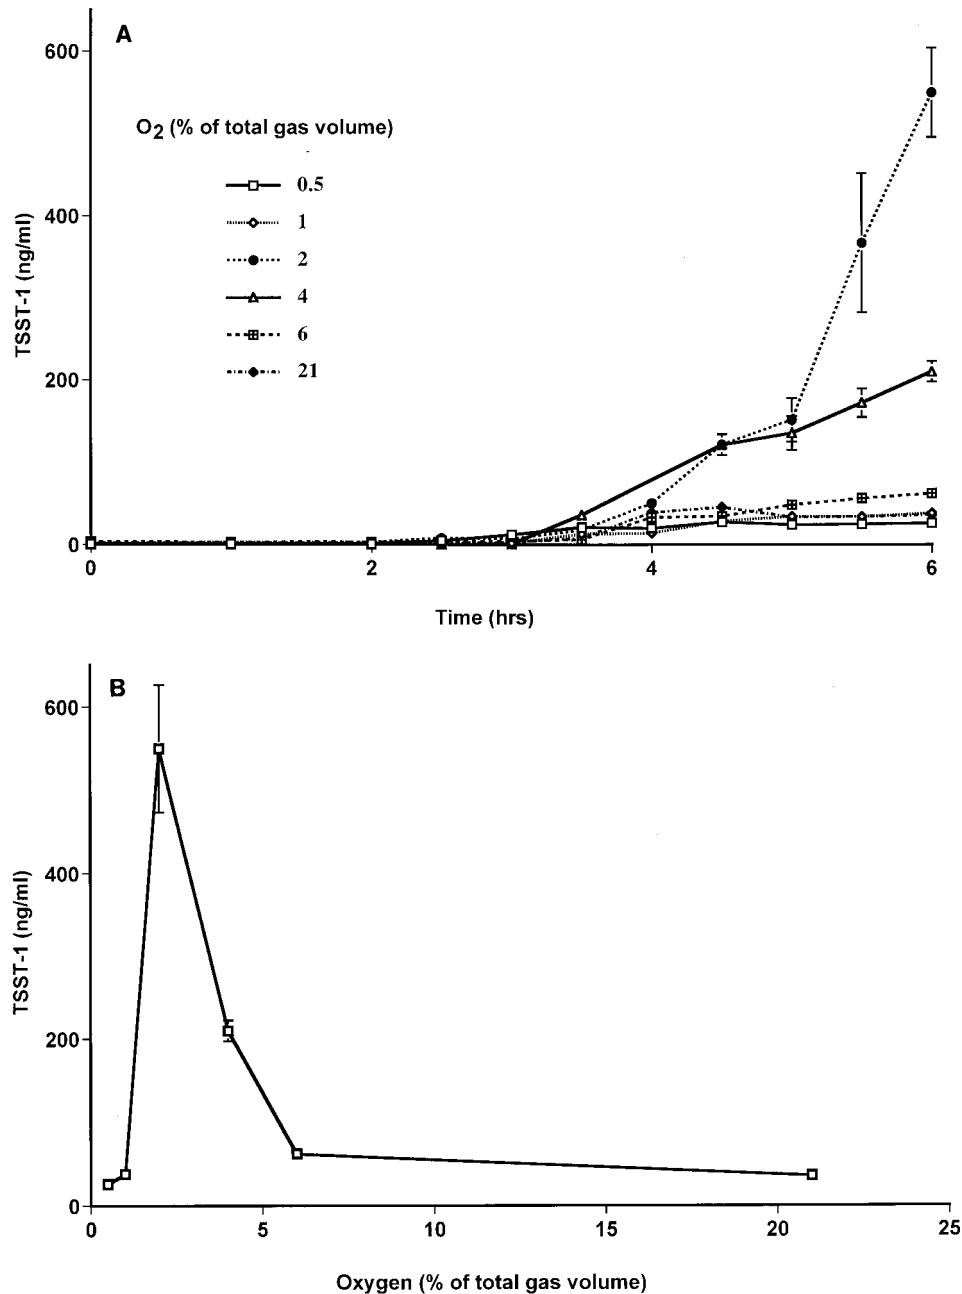 A
600
O2 (% of total gas volume)
0.5
1
400
2
4
6
21
200
0
0 2 4 6
TSST-1 (ng/ml)
Time (hrs)
B
600
400
200
0
0 5 10 15 20 25
TSST-1 (ng/ml)
Oxygen (% of total gas volume)